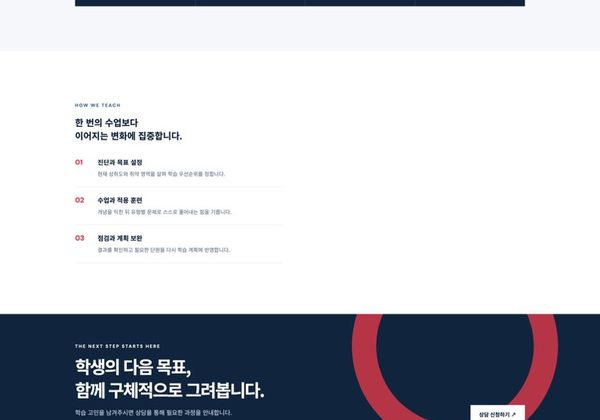 HOW WE TEACH
한 번의 수업보다
이어지는 변화에 집중합니다.
01 진단과 목표 설정
현재 성취도와 취약 영역을 살펴 학습 우선순위를 정합니다.
02 수업과 적용 훈련
개념을 익힌 뒤 유형별 문제로 스스로 풀어내는 힘을 기릅니다.
03 점검과 계획 보완
결과를 확인하고 필요한 단원을 다시 학습 계획에 반영합니다.
THE NEXT STEP STARTS HERE
학생의 다음 목표,
함께 구체적으로 그려봅니다.
학습 고민을 남겨주시면 상담을 통해 필요한 과정을 안내합니다.
상담 신청하기 ↗